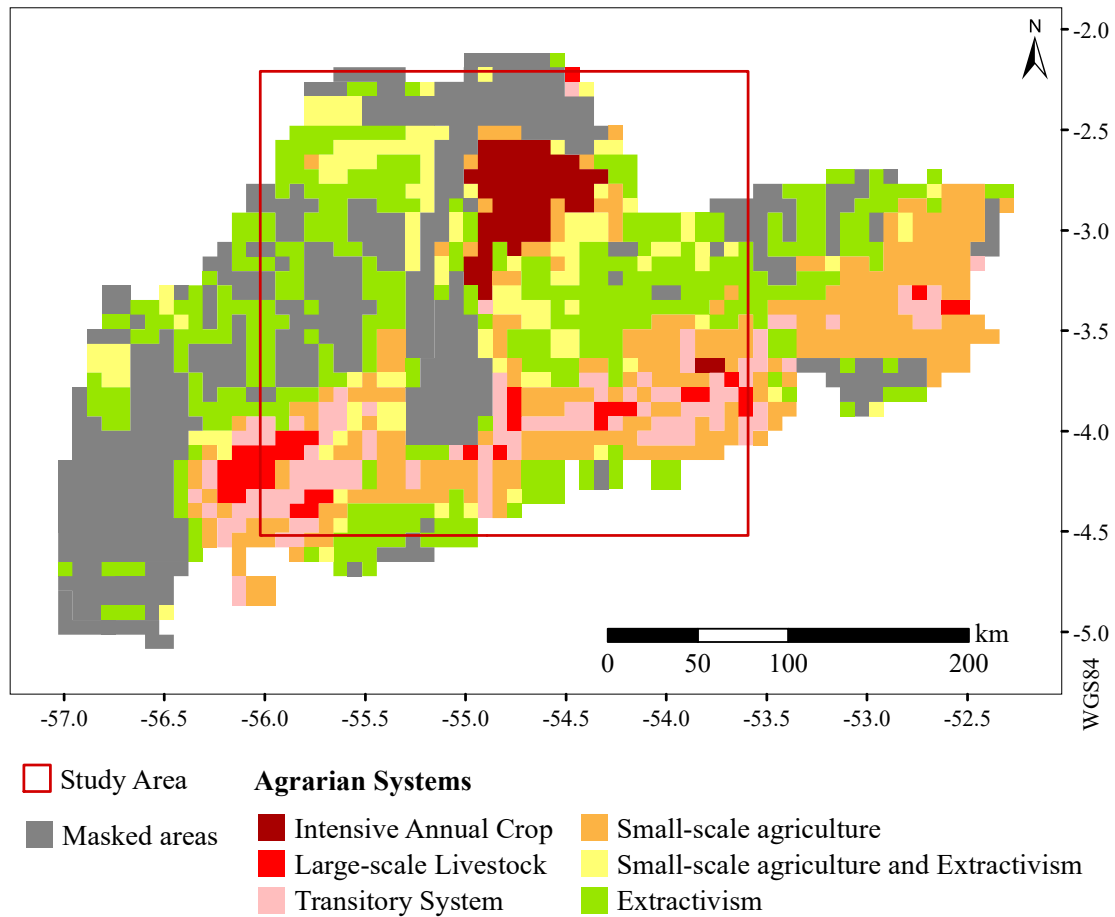 N
-2.0
-2.5
-3.0
-3.5
-4.0
-4.5
-5.0
WGS84
km
0 50 100 200
-57.0 -56.5 -56.0 -55.5 -55.0 -54.5 -54.0 -53.5 -53.0 -52.5
Study Area
Masked areas
Agrarian Systems
Intensive Annual Crop
Large-scale Livestock
Transitory System
Small-scale agriculture
Small-scale agriculture and Extractivism
Extractivism